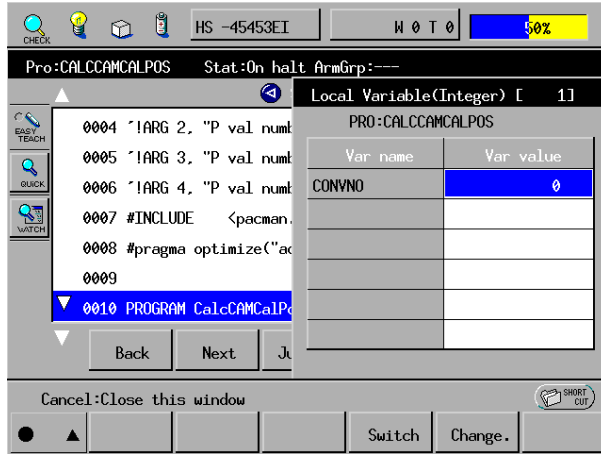 CHECK
HS -45453EI
W 0 T 0
50%
Pro:CALCCAMCALPOS Stat:On halt ArmGrp:---
EASY
TEACH
QUICK
WATCH
0004 ´!ARG 2, "P val numb
0005 ´!ARG 3, "P val numb
0006 ´!ARG 4, "P val numb
0007 #INCLUDE <pacman.
0008 #pragma optimize("ad
0009
0010 PROGRAM CalcCAMCalPo
Back
Next
Ju
Local Variable(Integer) [ 1]
PRO:CALCCAMCALPOS
Var name Var value
CONVNO 0
Cancel:Close this window
SHORT
CUT
Switch
Change.